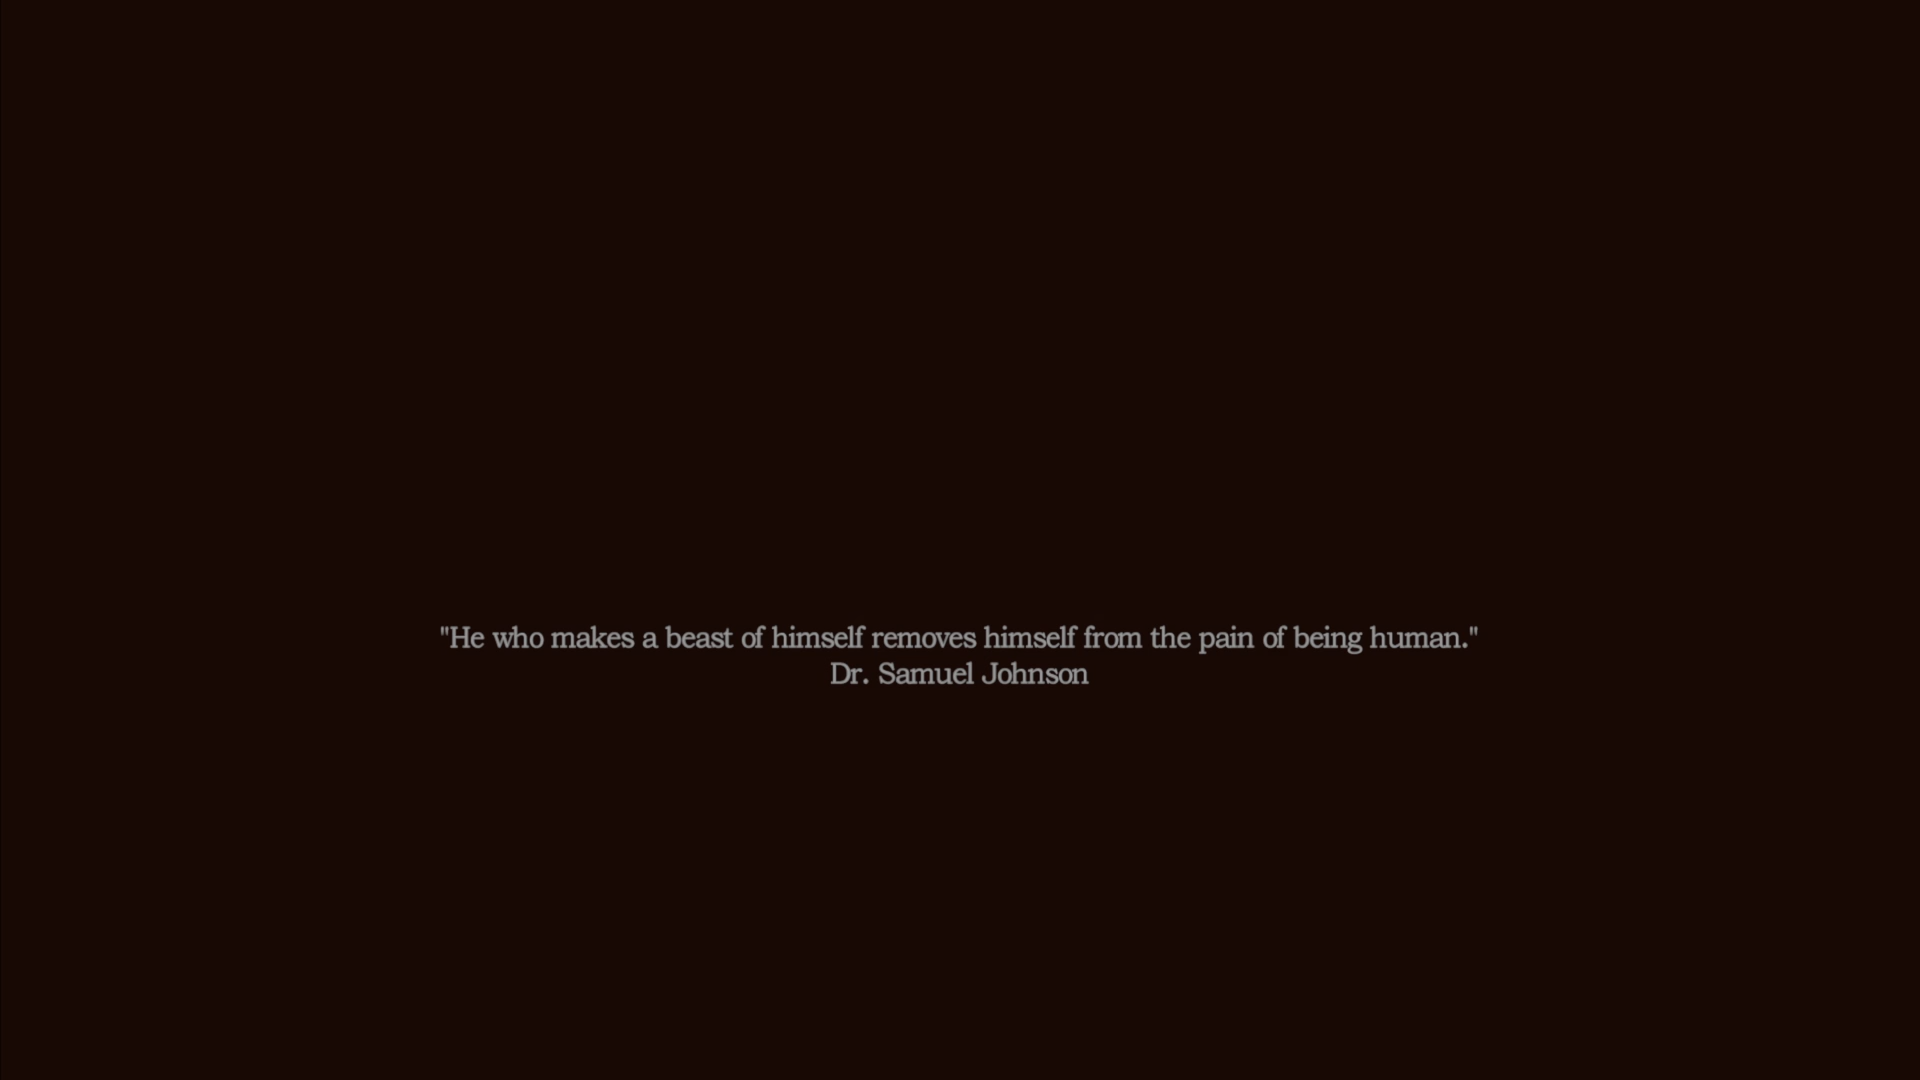 "He who makes a beast of himself removes himself from the pain of being human."
Dr. Samuel Johnson